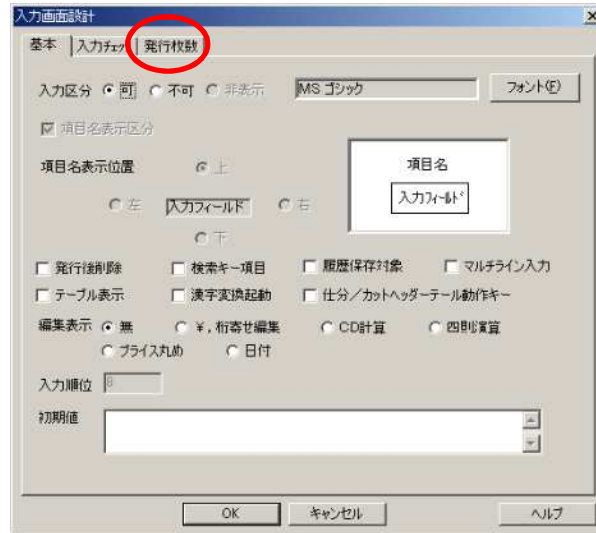 入力画面設計
基本 入力チェック 発行枚数
入力区分 可 不可 非表示 MS ゴシック フォント(F)
項目名表示区分
項目名表示位置 上
左 入力フィールド 右
下
項目名
入力フィールド
発行後削除 検索キー項目 履歴保存対象 マルチライン入力
テーブル表示 漢字変換起動 仕分/カットヘッダーテール動作キー
編集表示 無 ¥,桁寄せ編集 CD計算 四則演算
プライス丸め 日付
入力順位 8
初期値
OK キャンセル ヘルプ